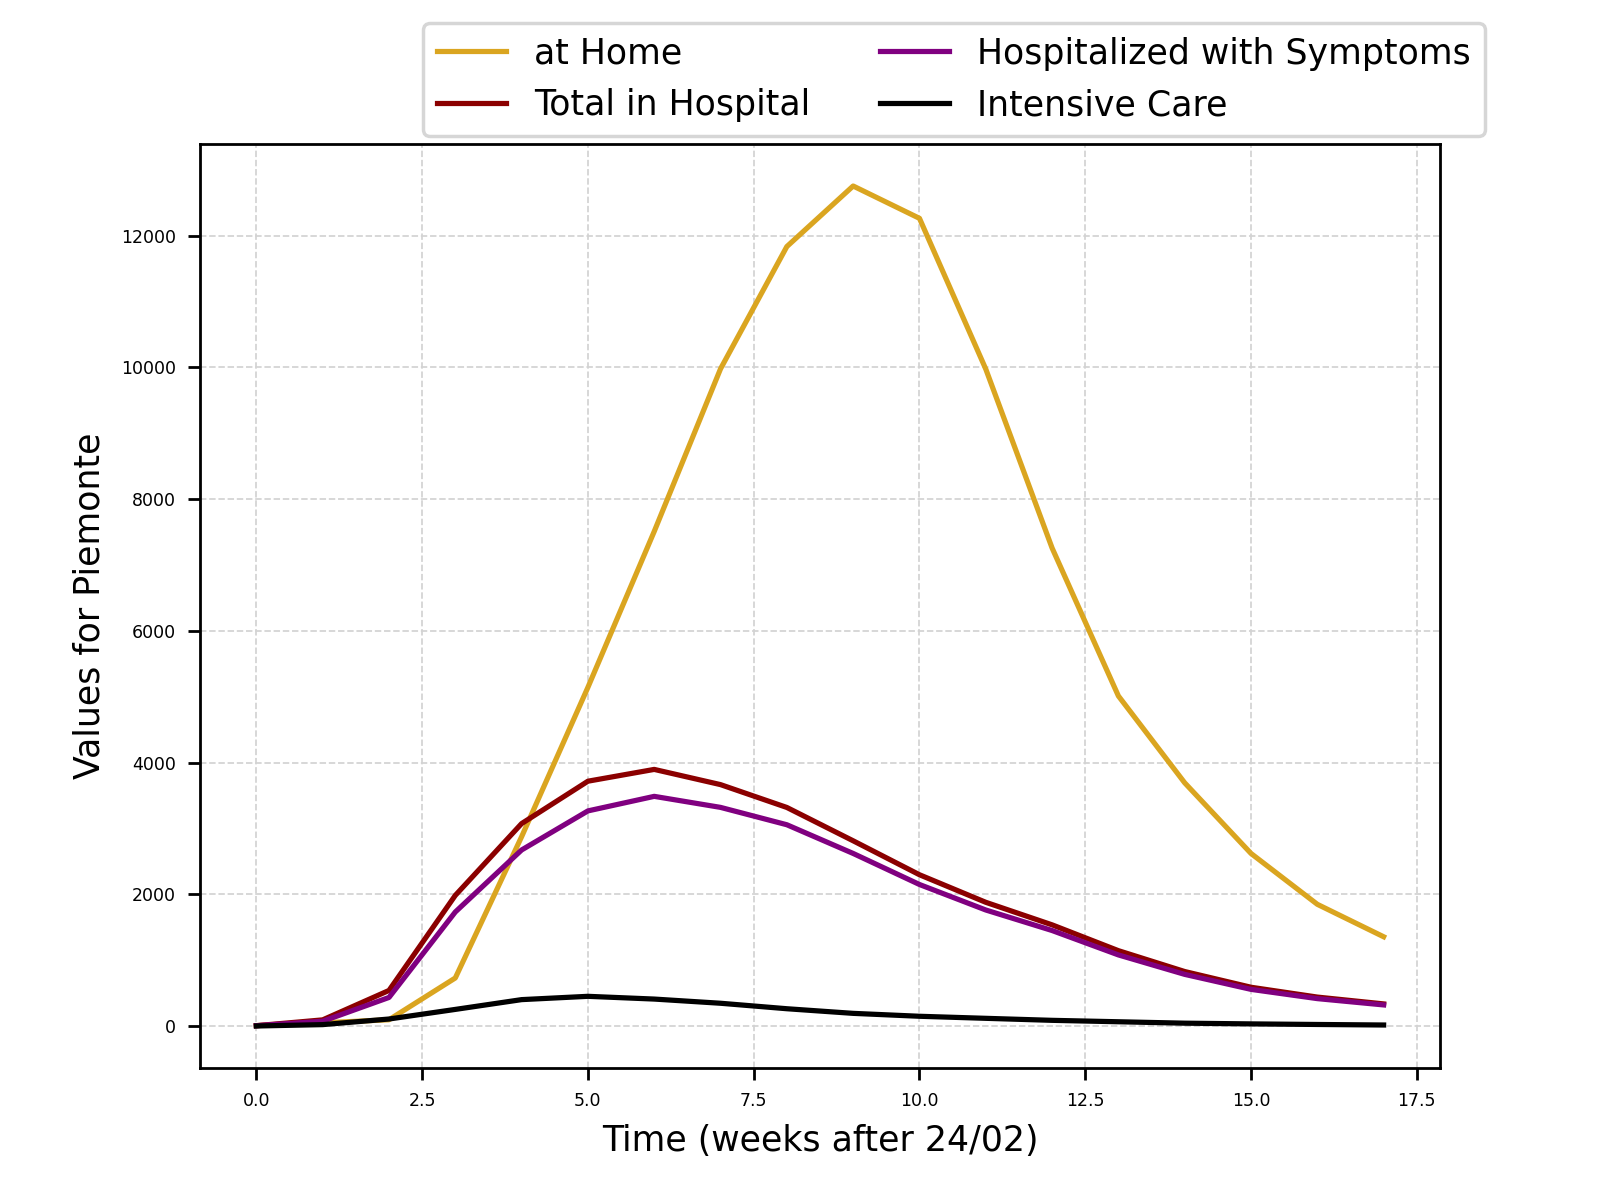 at Home
Total in Hospital
Hospitalized with Symptoms
Intensive Care
Values for Piemonte
12000
10000
8000
6000
4000
2000
0
0.0 2.5 5.0 7.5 10.0 12.5 15.0 17.5
Time (weeks after 24/02)